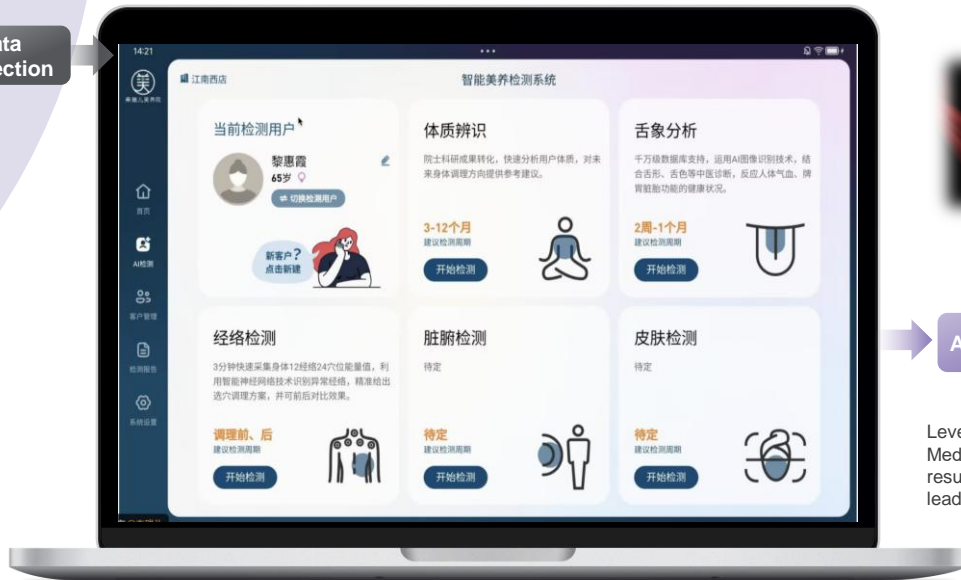 ata
ection
14:21
美
江南西店
智能美养检测系统
首页
AI检测
客户管理
检测报告
系统设置
当前检测用户
黎惠霞
65岁
切换检测用户
新客户?
点击新建
体质辨识
院士科研成果转化，快速分析用户体质，对未
来身体调理方向提供参考建议。
3-12个月
建议检测周期
开始检测
舌象分析
千万级数据库支持，运用AI图像识别技术，结
合舌形、舌色等中医诊断，反应人体气血、脾
胃脏胎功能的健康状况。
2周-1个月
建议检测周期
开始检测
经络检测
3分钟快速采集身体12经络24穴位能量值，利
用智能神经网络技术识别异常经络，精准给出
选穴调理方案，并可前后对比效果。
调理前、后
建议检测周期
开始检测
脏腑检测
待定
待定
建议检测周期
开始检测
皮肤检测
待定
待定
建议检测周期
开始检测
A
Leve
Med
resu
lead